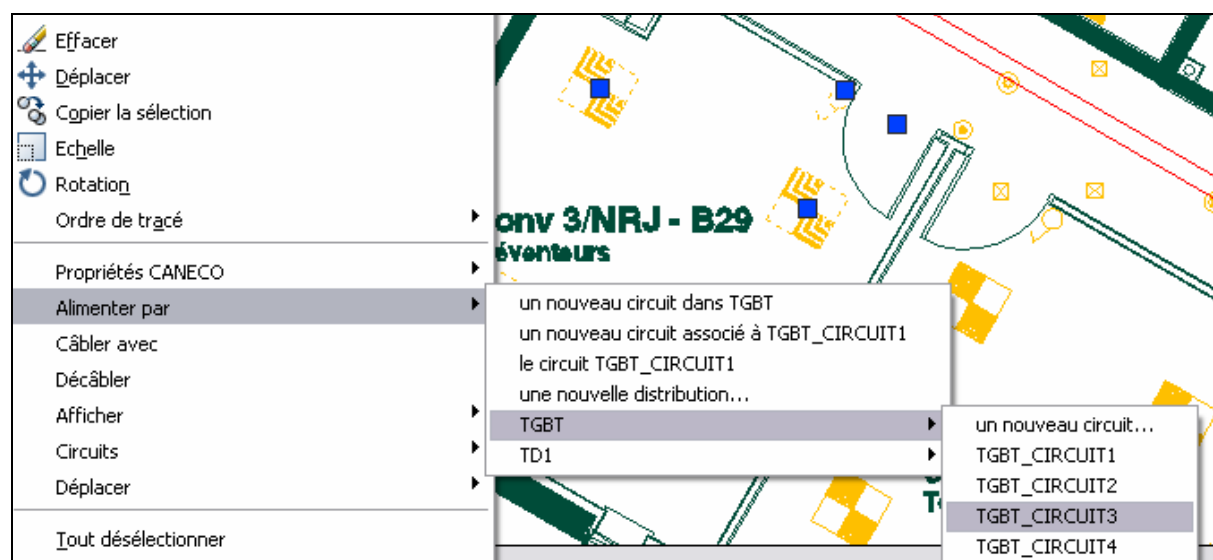 Effacer
Déplacer
Copier la sélection
Echelle
Rotation
Ordre de tracé
Propriétés CANECO
Alimenter par
Câbler avec
Décâbler
Afficher
Circuits
Déplacer
Tout désélectionner
un nouveau circuit dans TGBT
un nouveau circuit associé à TGBT_CIRCUIT1
le circuit TGBT_CIRCUIT1
une nouvelle distribution...
TGBT
TD1
un nouveau circuit...
TGBT_CIRCUIT1
TGBT_CIRCUIT2
TGBT_CIRCUIT3
TGBT_CIRCUIT4
onv 3/NRJ - B29
éventeurs